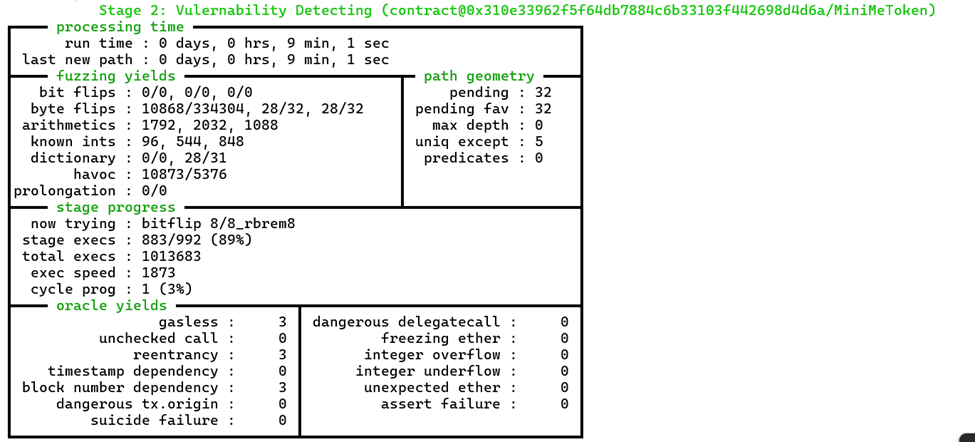 Stage 2: Vulernability Detecting (contract@0x310e33962f5f64db7884c6b33103f442698d4d6a/MiniMeToken)
processing time
run time : 0 days, 0 hrs, 9 min, 1 sec
last new path : 0 days, 0 hrs, 9 min, 1 sec
fuzzing yields
bit flips : 0/0, 0/0, 0/0
byte flips : 10868/334304, 28/32, 28/32
arithmetics : 1792, 2032, 1088
known ints : 96, 544, 848
dictionary : 0/0, 28/31
havoc : 10873/5376
prolongation : 0/0
path geometry
pending : 32
pending fav : 32
max depth : 0
uniq except : 5
predicates : 0
stage progress
now trying : bitflip 8/8_rbrem8
stage execs : 883/992 (89%)
total execs : 1013683
exec speed : 1873
cycle prog : 1 (3%)
oracle yields
gasless : 3
unchecked call : 0
reentrancy : 3
timestamp dependency : 0
block number dependency : 3
dangerous tx.origin : 0
suicide failure : 0
dangerous delegatecall : 0
freezing ether : 0
integer overflow : 0
integer underflow : 0
unexpected ether : 0
assert failure : 0